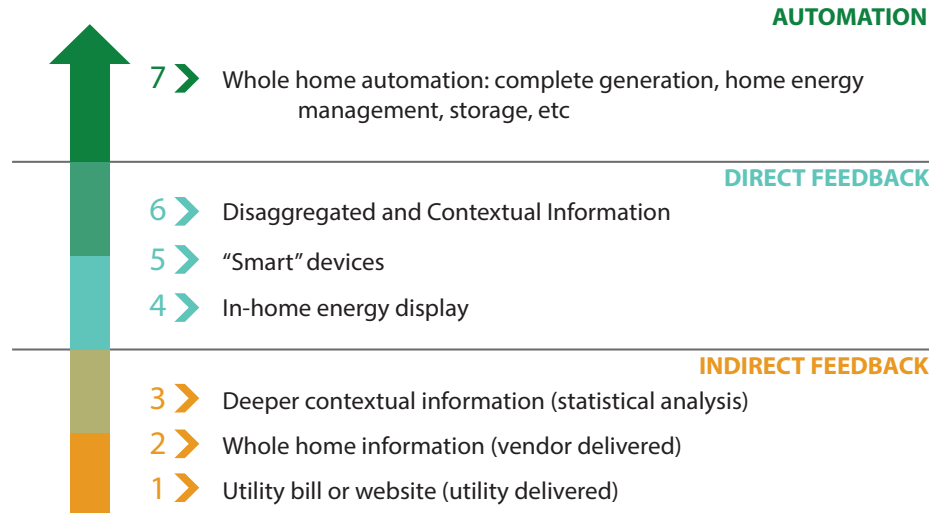 AUTOMATION
7 Whole home automation: complete generation, home energy
management, storage, etc
DIRECT FEEDBACK
6 Disaggregated and Contextual Information
5 “Smart” devices
4 In-home energy display
INDIRECT FEEDBACK
3 Deeper contextual information (statistical analysis)
2 Whole home information (vendor delivered)
1 Utility bill or website (utility delivered)